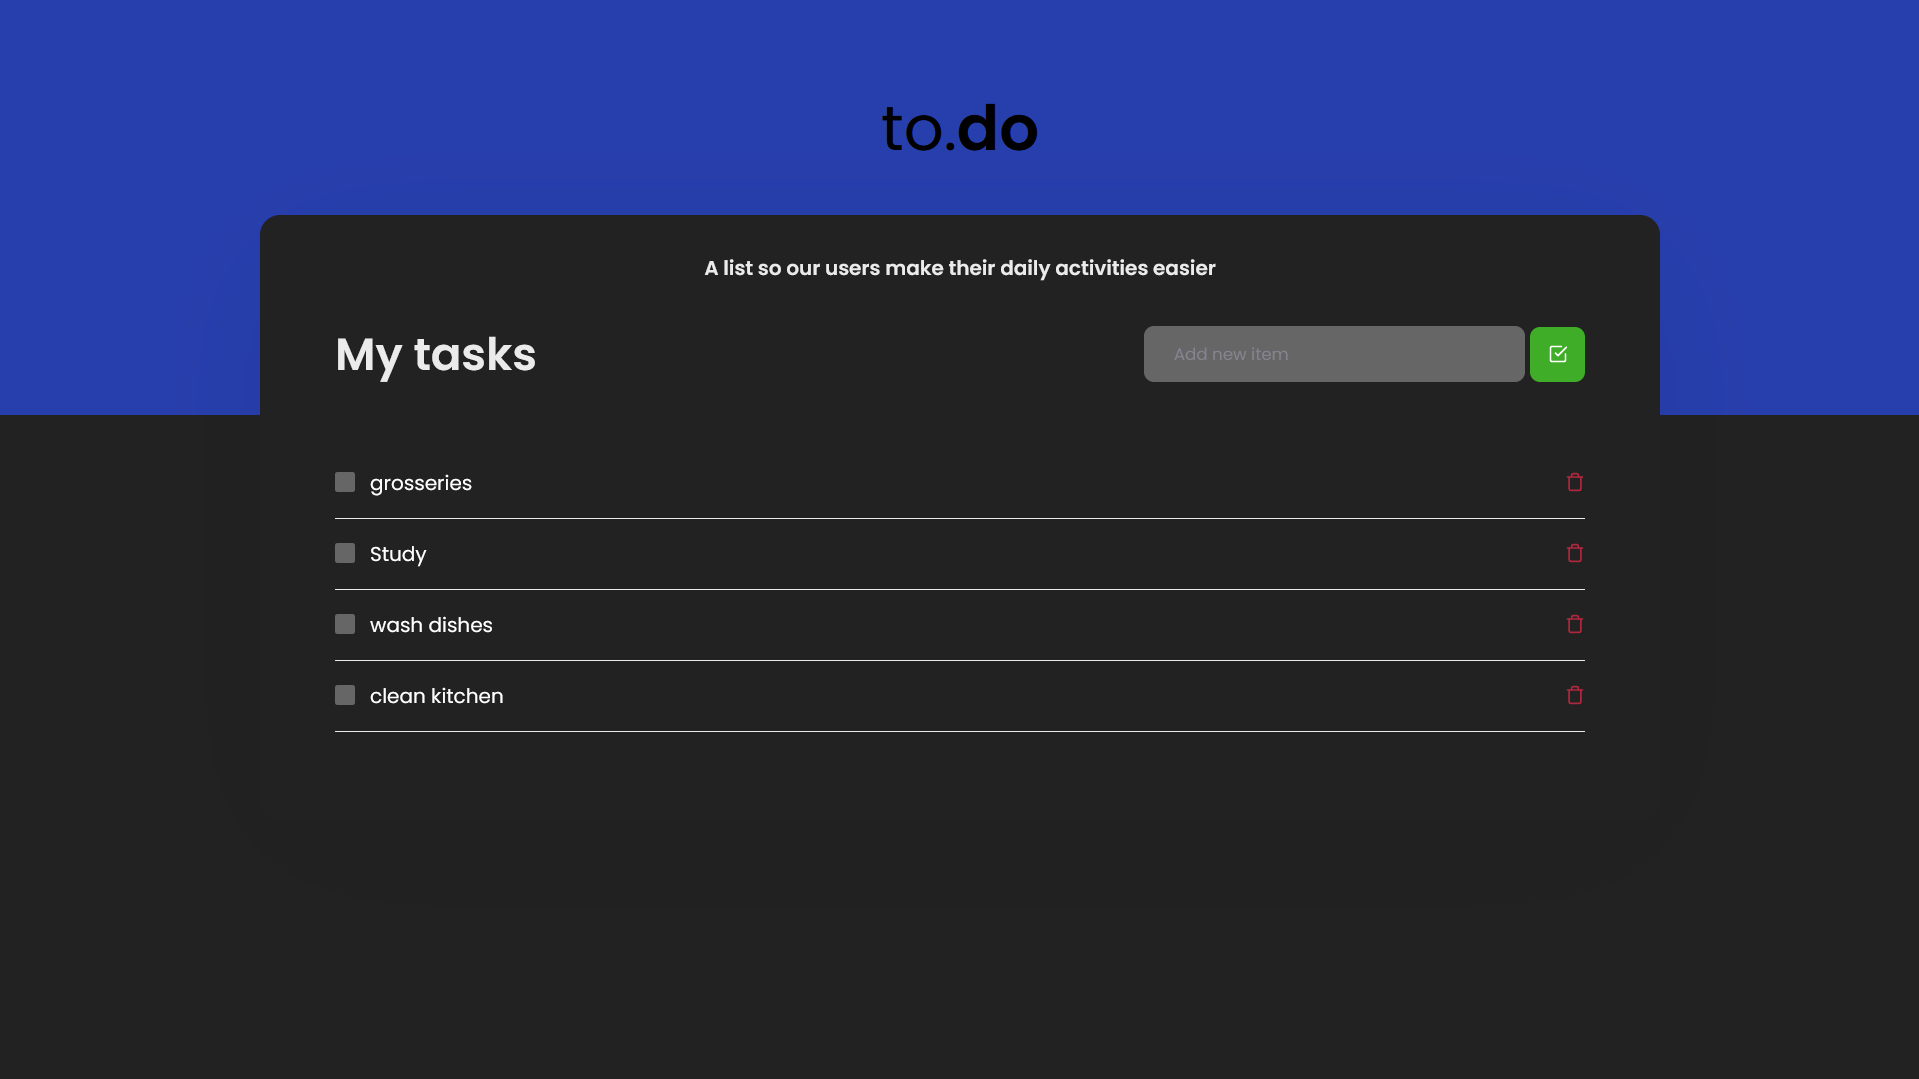 to.do
A list so our users make their daily activities easier
My tasks
Add new item
grosseries
Study
wash dishes
clean kitchen